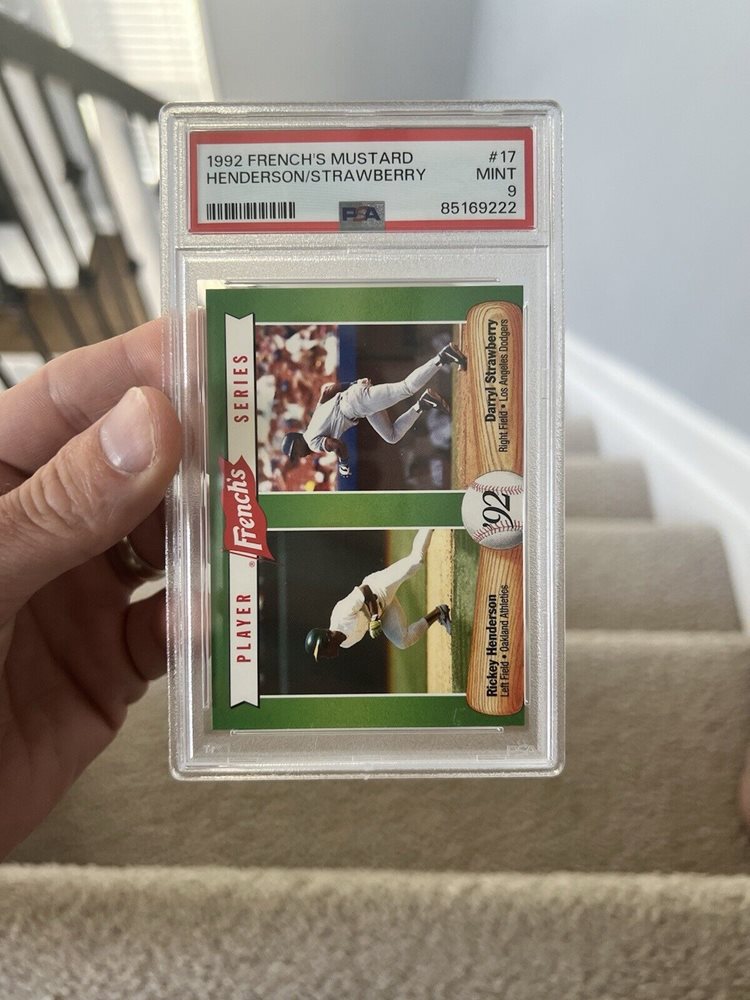 1992 FRENCH'S MUSTARD #17
HENDERSON/STRAWBERRY MINT
9
PSA 85169222
PLAYER French's® SERIES
Rickey Henderson
Left Field • Oakland Athletics
'92
Darryl Strawberry
Right Field • Los Angeles Dodgers
PSA